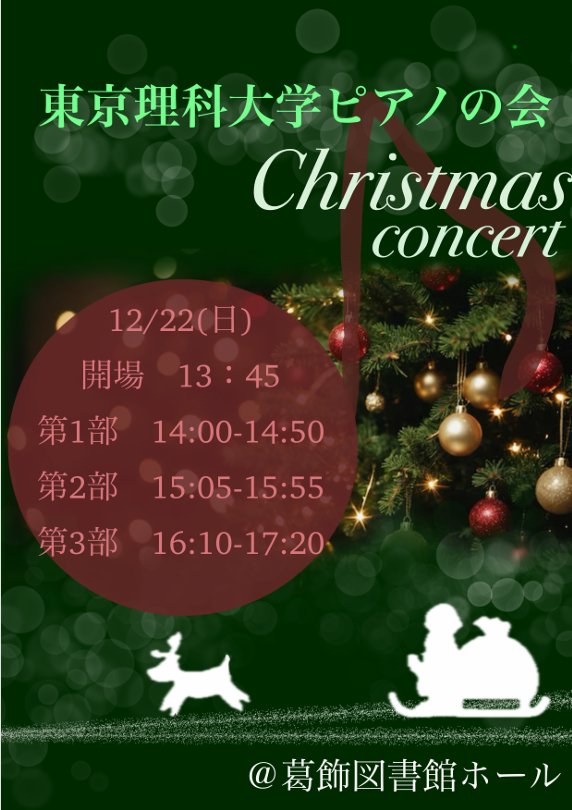 東京理科大学ピアノの会
Christmas
concert
12/22(日)
開場　13：45
第1部　14:00-14:50
第2部　15:05-15:55
第3部　16:10-17:20
@葛飾図書館ホール